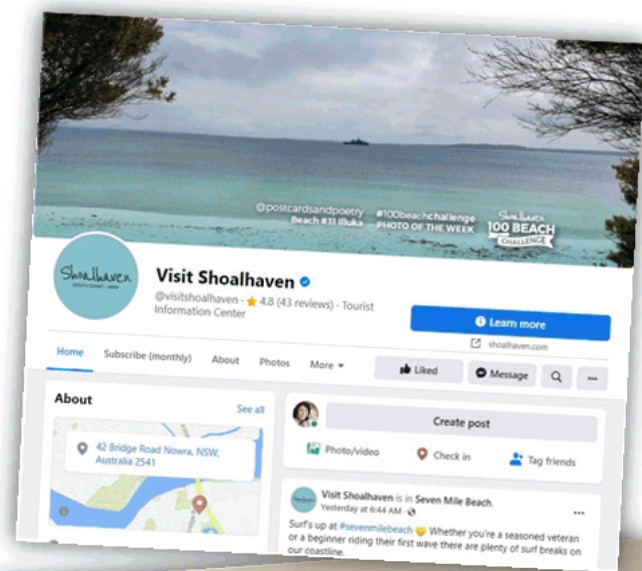 @postcardsandpoetry
Beach #31 Illuka
#100beachchallenge
PHOTO OF THE WEEK
Shoalhaven
100 BEACH
CHALLENGE
Shoalhaven
SOUTH COAST - NSW
Visit Shoalhaven
@visitshoalhaven · 4.8 (43 reviews) · Tourist
Information Center
Learn more
shoalhaven.com
Home
Subscribe (monthly)
About
Photos
More
Liked
Message
About
See all
42 Bridge Road Nowra, NSW,
Australia 2541
Create post
Photo/video
Check in
Tag friends
Visit Shoalhaven is in Seven Mile Beach.
Yesterday at 6:44 AM ·
Surf's up at #sevenmilebeach 💛 Whether you're a seasoned veteran
or a beginner riding their first wave there are plenty of surf breaks on
our coastline.